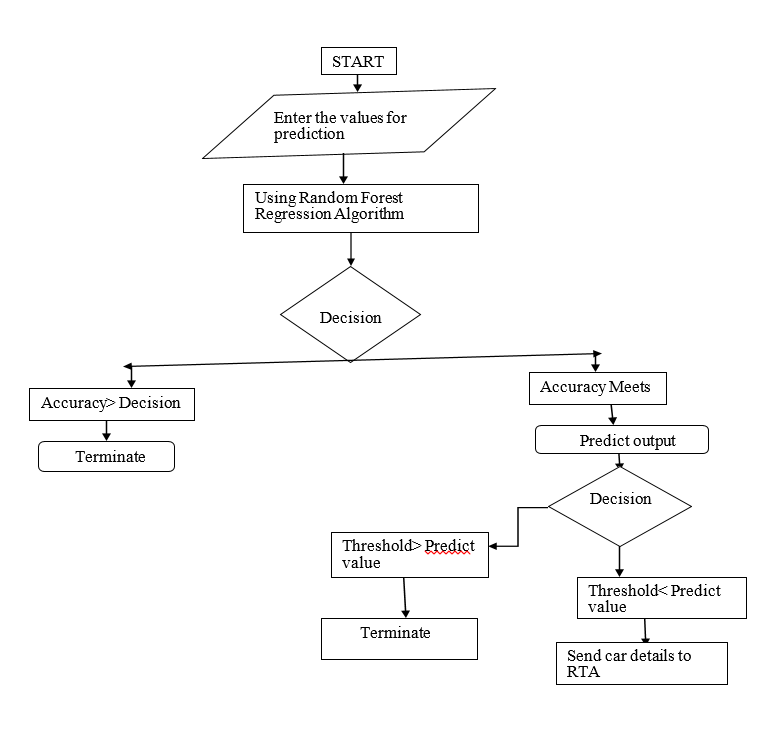 START
Enter the values for
prediction
Using Random Forest
Regression Algorithm
Decision
Accuracy> Decision
Terminate
Accuracy Meets
Predict output
Decision
Threshold> Predict
value
Terminate
Threshold< Predict
value
Send car details to
RTA